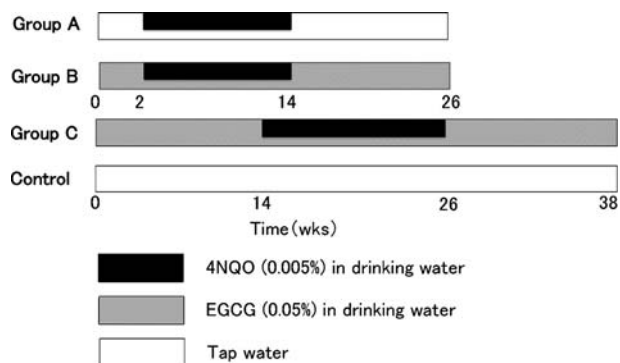 Group A
Group B
0 2 14 26
Group C
Control
0 14 26 38
Time(wks)
4NQO (0.005%) in drinking water
EGCG (0.05%) in drinking water
Tap water